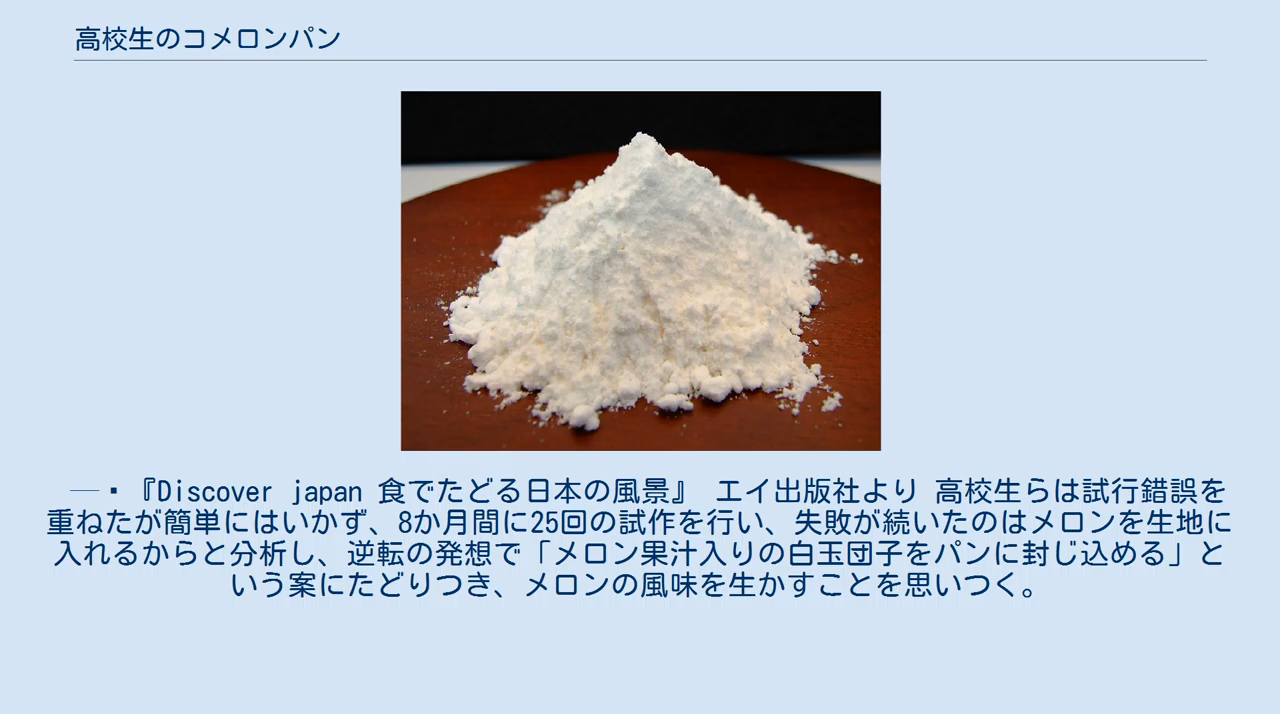 高校生のコメロンパン
―・『Discover japan 食でたどる日本の風景』 エイ出版社より 高校生らは試行錯誤を
重ねたが簡単にはいかず、8か月間に25回の試作を行い、失敗が続いたのはメロンを生地に
入れるからと分析し、逆転の発想で「メロン果汁入りの白玉団子をパンに封じ込める」と
いう案にたどりつき、メロンの風味を生かすことを思いつく。